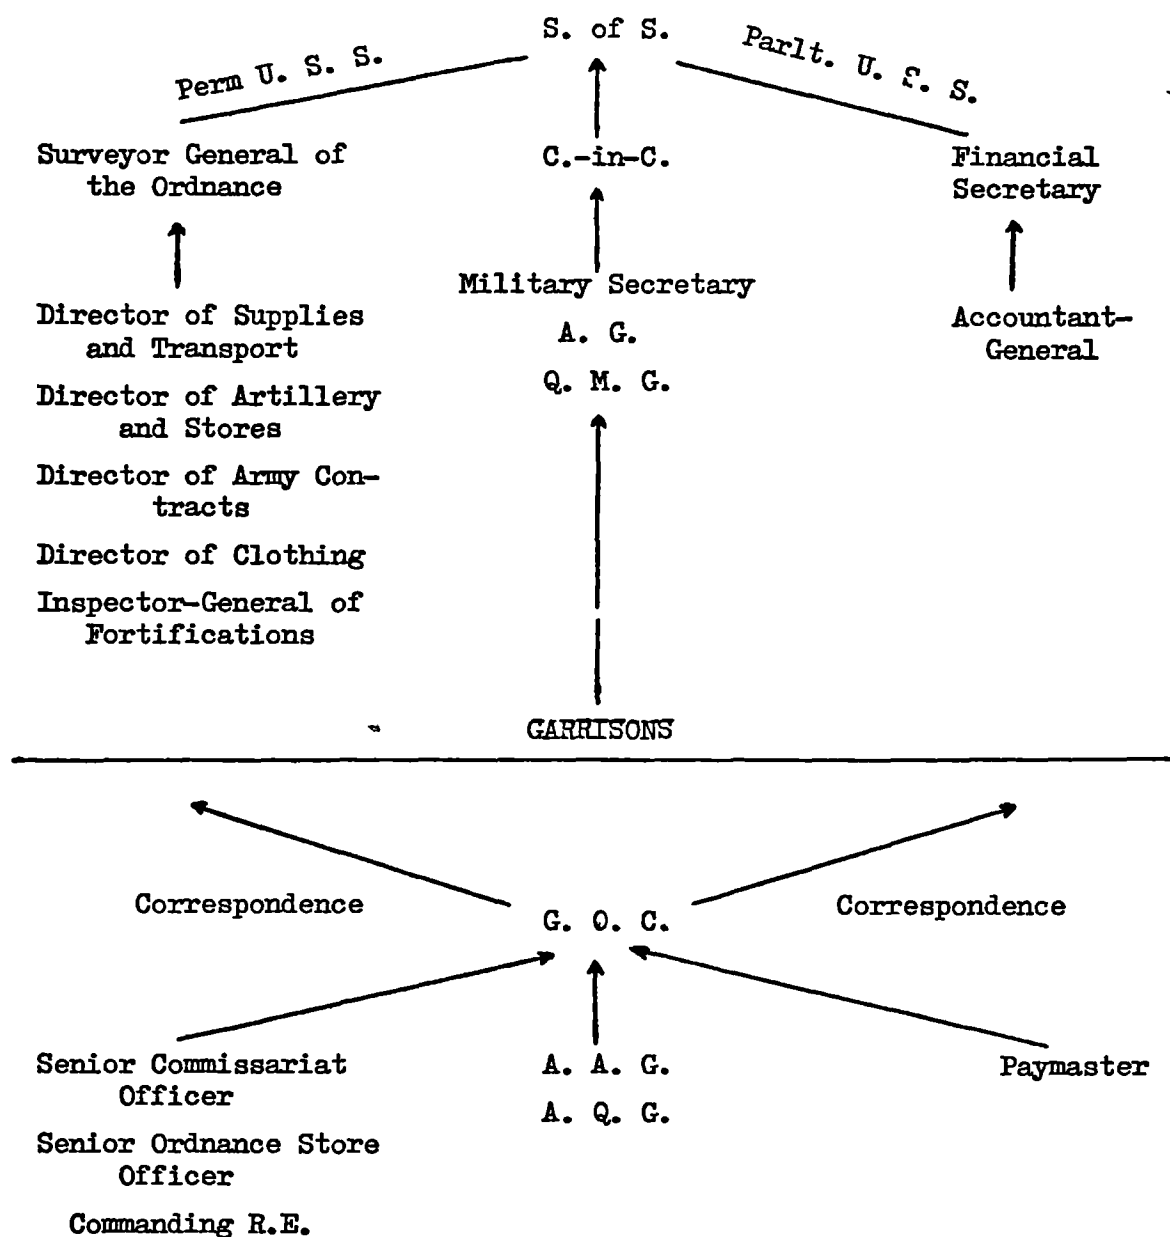 S. of S.
Perm U. S. S.
Parlt. U. S. S.
Surveyor General of
the Ordnance
C.-in-C.
Financial
Secretary
Military Secretary
A. G.
Q. M. G.
Director of Supplies
and Transport
Director of Artillery
and Stores
Director of Army Con-
tracts
Director of Clothing
Inspector-General of
Fortifications
Accountant-
General
GARRISONS
Correspondence
G. O. C.
Correspondence
Senior Commissariat
Officer
Senior Ordnance Store
Officer
Commanding R.E.
A. A. G.
A. Q. G.
Paymaster